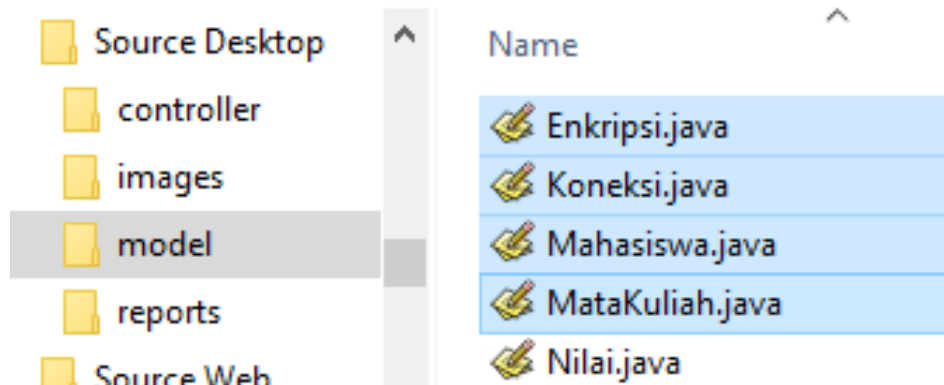 Source Desktop
controller
images
model
reports
Source Web
Name
Enkripsi.java
Koneksi.java
Mahasiswa.java
MataKuliah.java
Nilai.java